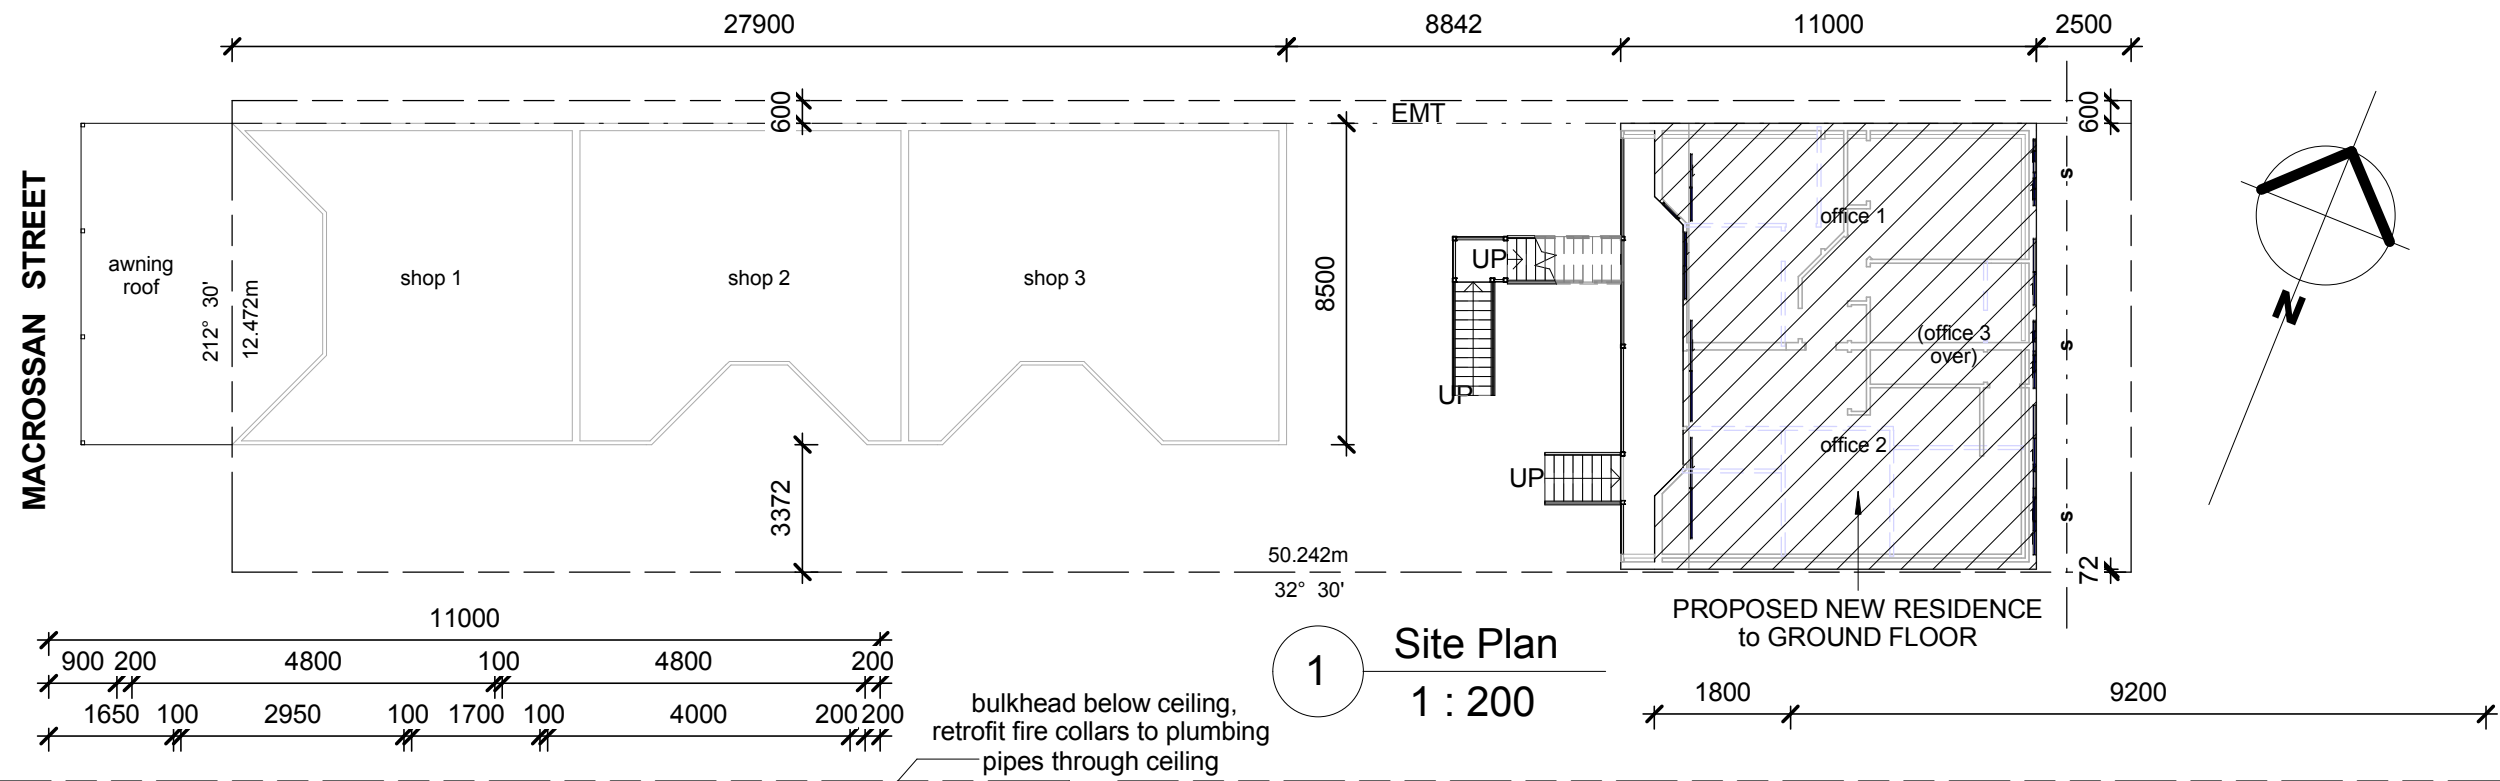 27900
8842
11000
2500
600
EMT
600
MACROSSAN STREET
awning
roof
212° 30'
12.472m
shop 1
shop 2
shop 3
8500
UP
UP
UP
office 1
(office 3
over)
office 2
s
s
s
N
3372
50.242m
32° 30'
72
PROPOSED NEW RESIDENCE
to GROUND FLOOR
1
Site Plan
1 : 200
11000
900 200 4800 100 4800 200
1650 100 2950 100 1700 100 4000 200 200
bulkhead below ceiling,
retrofit fire collars to plumbing
pipes through ceiling
1800
9200